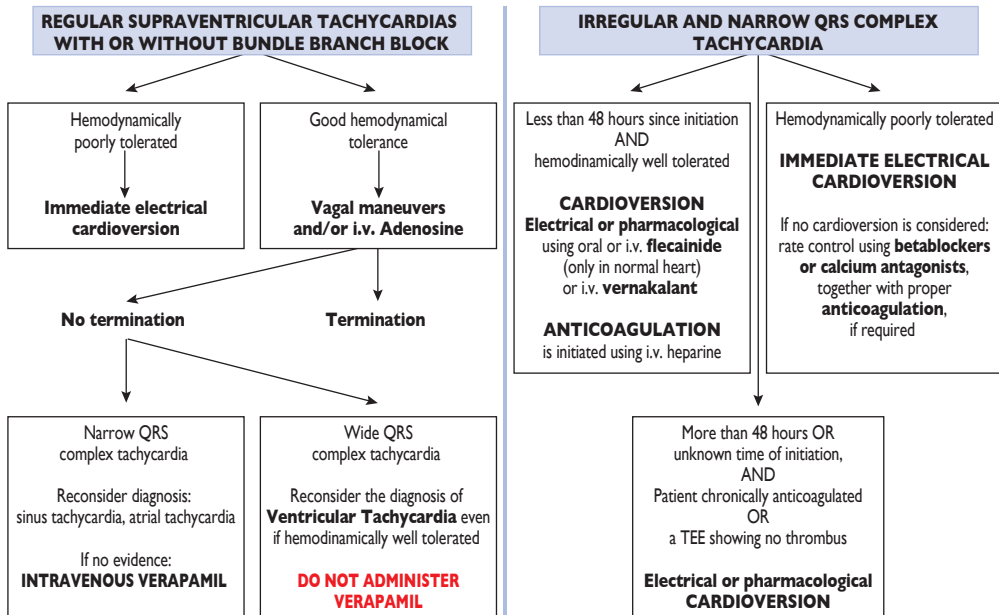 REGULAR SUPRAVENTRICULAR TACHYCARDIAS
WITH OR WITHOUT BUNDLE BRANCH BLOCK
Hemodynamically
poorly tolerated
Immediate electrical
cardioversion
Good hemodynamical
tolerance
Vagal maneuvers
and/or i.v. Adenosine
No termination
Termination
Narrow QRS
complex tachycardia
Reconsider diagnosis:
sinus tachycardia, atrial tachycardia
If no evidence:
INTRAVENOUS VERAPAMIL
Wide QRS
complex tachycardia
Reconsider the diagnosis of
Ventricular Tachycardia even
if hemodinamically well tolerated
DO NOT ADMINISTER
VERAPAMIL
IRREGULAR AND NARROW QRS COMPLEX
TACHYCARDIA
Less than 48 hours since initiation
AND
hemodinamically well tolerated
CARDIOVERSION
Electrical or pharmacological
using oral or i.v. flecainide
(only in normal heart)
or i.v. vernakalant
ANTICOAGULATION
is initiated using i.v. heparine
Hemodynamically poorly tolerated
IMMEDIATE ELECTRICAL
CARDIOVERSION
If no cardioversion is considered:
rate control using betablockers
or calcium antagonists,
together with proper
anticoagulation,
if required
More than 48 hours OR
unknown time of initiation,
AND
Patient chronically anticoagulated
OR
a TEE showing no thrombus
Electrical or pharmacological
CARDIOVERSION